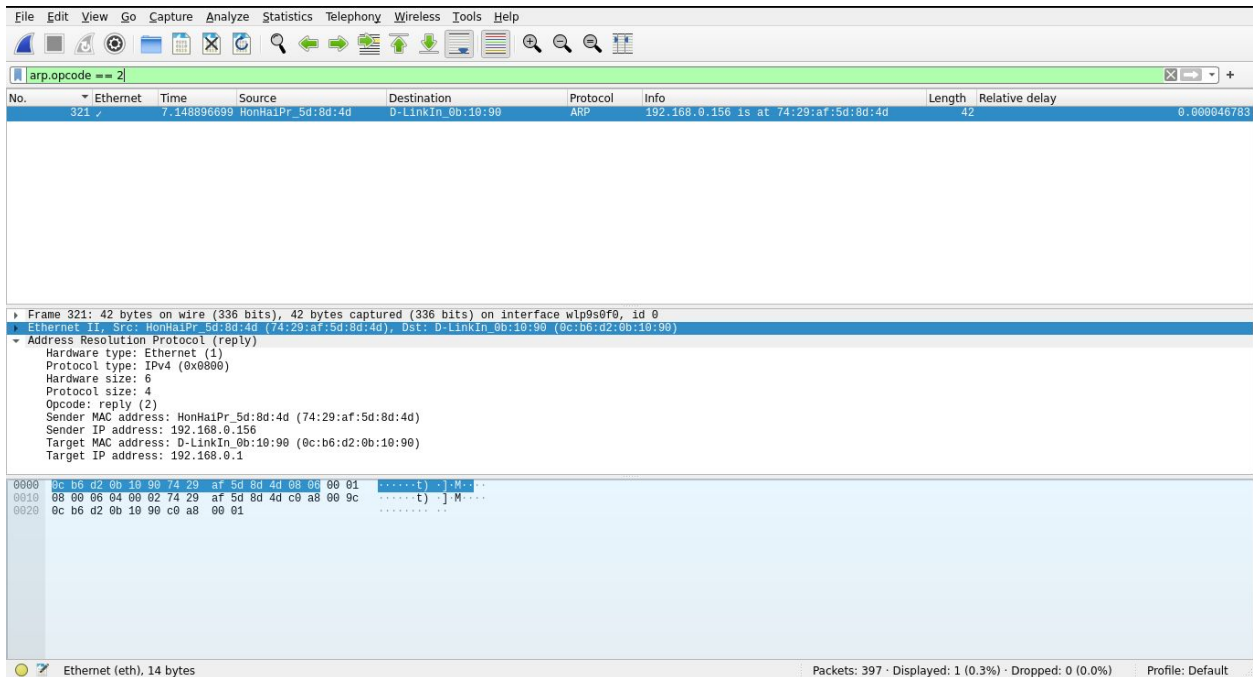 File Edit View Go Capture Analyze Statistics Telephony Wireless Tools Help
arp.opcode == 2
No. Ethernet Time Source Destination Protocol Info Length Relative delay
321 ✓ 7.148896699 HonHaiPr_5d:8d:4d D-LinkIn_0b:10:90 ARP 192.168.0.156 is at 74:29:af:5d:8d:4d 42 0.000046783
Frame 321: 42 bytes on wire (336 bits), 42 bytes captured (336 bits) on interface wlp9s0f0, id 0
Ethernet II, Src: HonHaiPr_5d:8d:4d (74:29:af:5d:8d:4d), Dst: D-LinkIn_0b:10:90 (0c:b6:d2:0b:10:90)
Address Resolution Protocol (reply)
Hardware type: Ethernet (1)
Protocol type: IPv4 (0x0800)
Hardware size: 6
Protocol size: 4
Opcode: reply (2)
Sender MAC address: HonHaiPr_5d:8d:4d (74:29:af:5d:8d:4d)
Sender IP address: 192.168.0.156
Target MAC address: D-LinkIn_0b:10:90 (0c:b6:d2:0b:10:90)
Target IP address: 192.168.0.1
0000 0c b6 d2 0b 10 90 74 29 af 5d 8d 4d 08 06 00 01 ······t) ·]·M····
0010 08 00 06 04 00 02 74 29 af 5d 8d 4d c0 a8 00 9c ······t) ·]·M····
0020 0c b6 d2 0b 10 90 c0 a8 00 01 ········ ··
Ethernet (eth), 14 bytes Packets: 397 · Displayed: 1 (0.3%) · Dropped: 0 (0.0%) Profile: Default